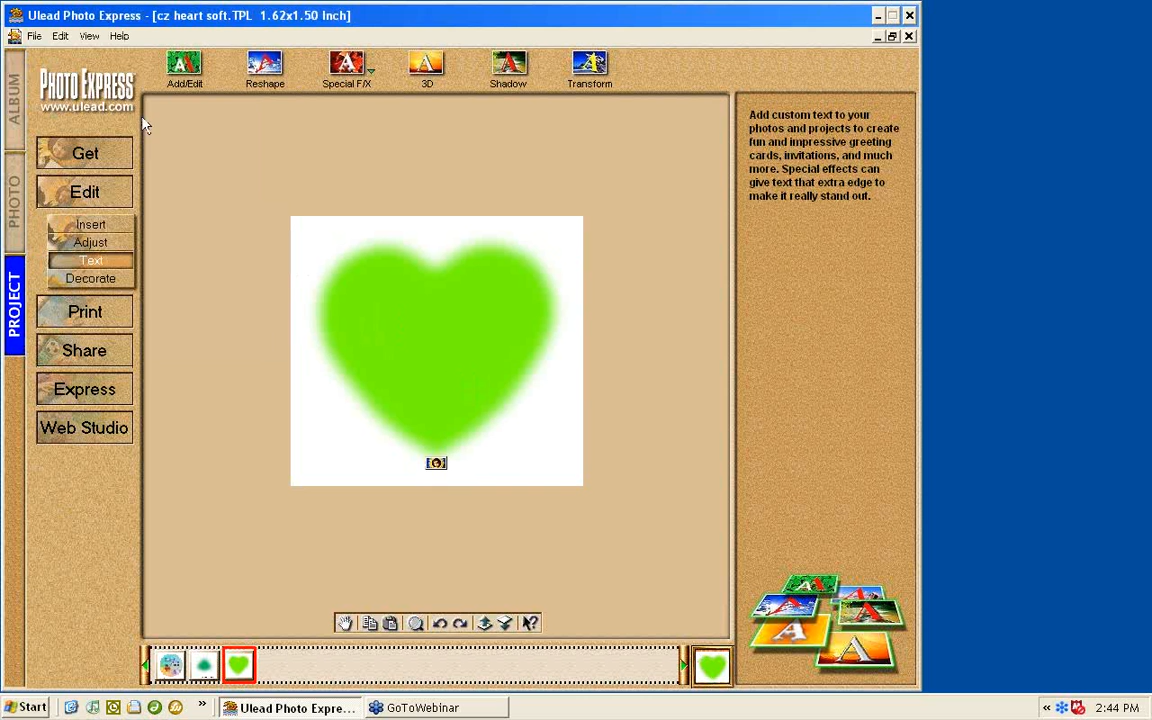 Ulead Photo Express - [cz heart soft.TPL 1.62x1.50 Inch]
File Edit View Help
ALBUM
PHOTO
PROJECT
PHOTO EXPRESS
www.ulead.com
Add/Edit Reshape Special F/X 3D Shadow Transform
Get
Edit
Insert
Adjust
Text
Decorate
Print
Share
Express
Web Studio
Add custom text to your
photos and projects to create
fun and impressive greeting
cards, invitations, and much
more. Special effects can
give text that extra edge to
make it really stand out.
Start
Ulead Photo Expre...
GoToWebinar
2:44 PM